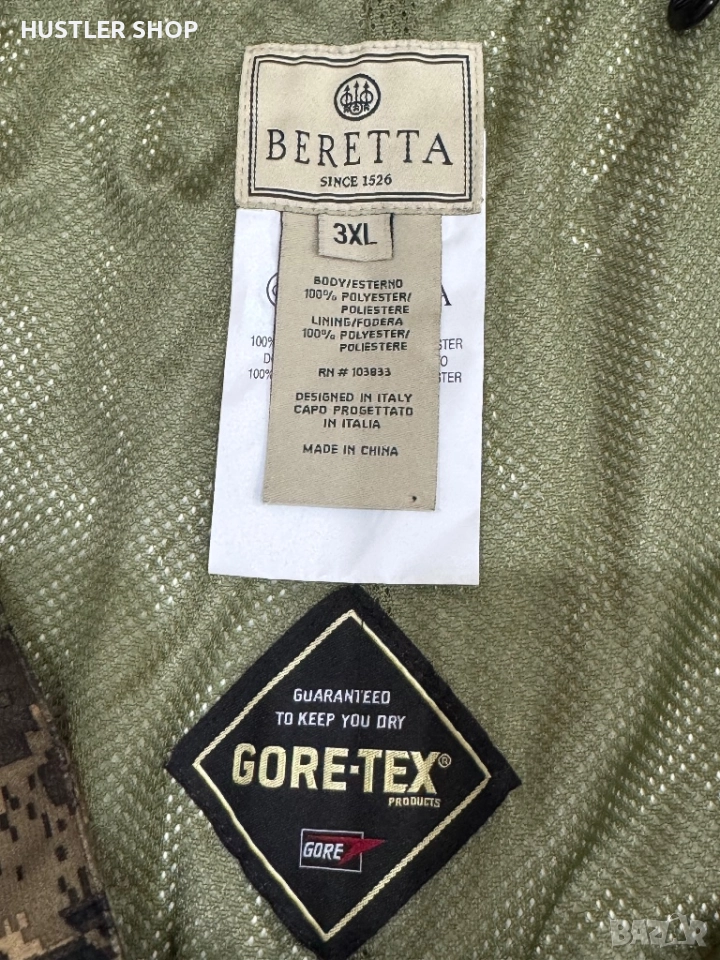 HUSTLER SHOP
BERETTA
SINCE 1526
3XL
BODY/ESTERNO
100% POLYESTER/
POLIESTERE
LINING/FODERA
100% POLYESTER/
POLIESTERE
RN # 103833
DESIGNED IN ITALY
CAPO PROGETTATO
IN ITALIA
MADE IN CHINA
GUARANTEED
TO KEEP YOU DRY
GORE-TEX®
PRODUCTS
GORE
BAZAR